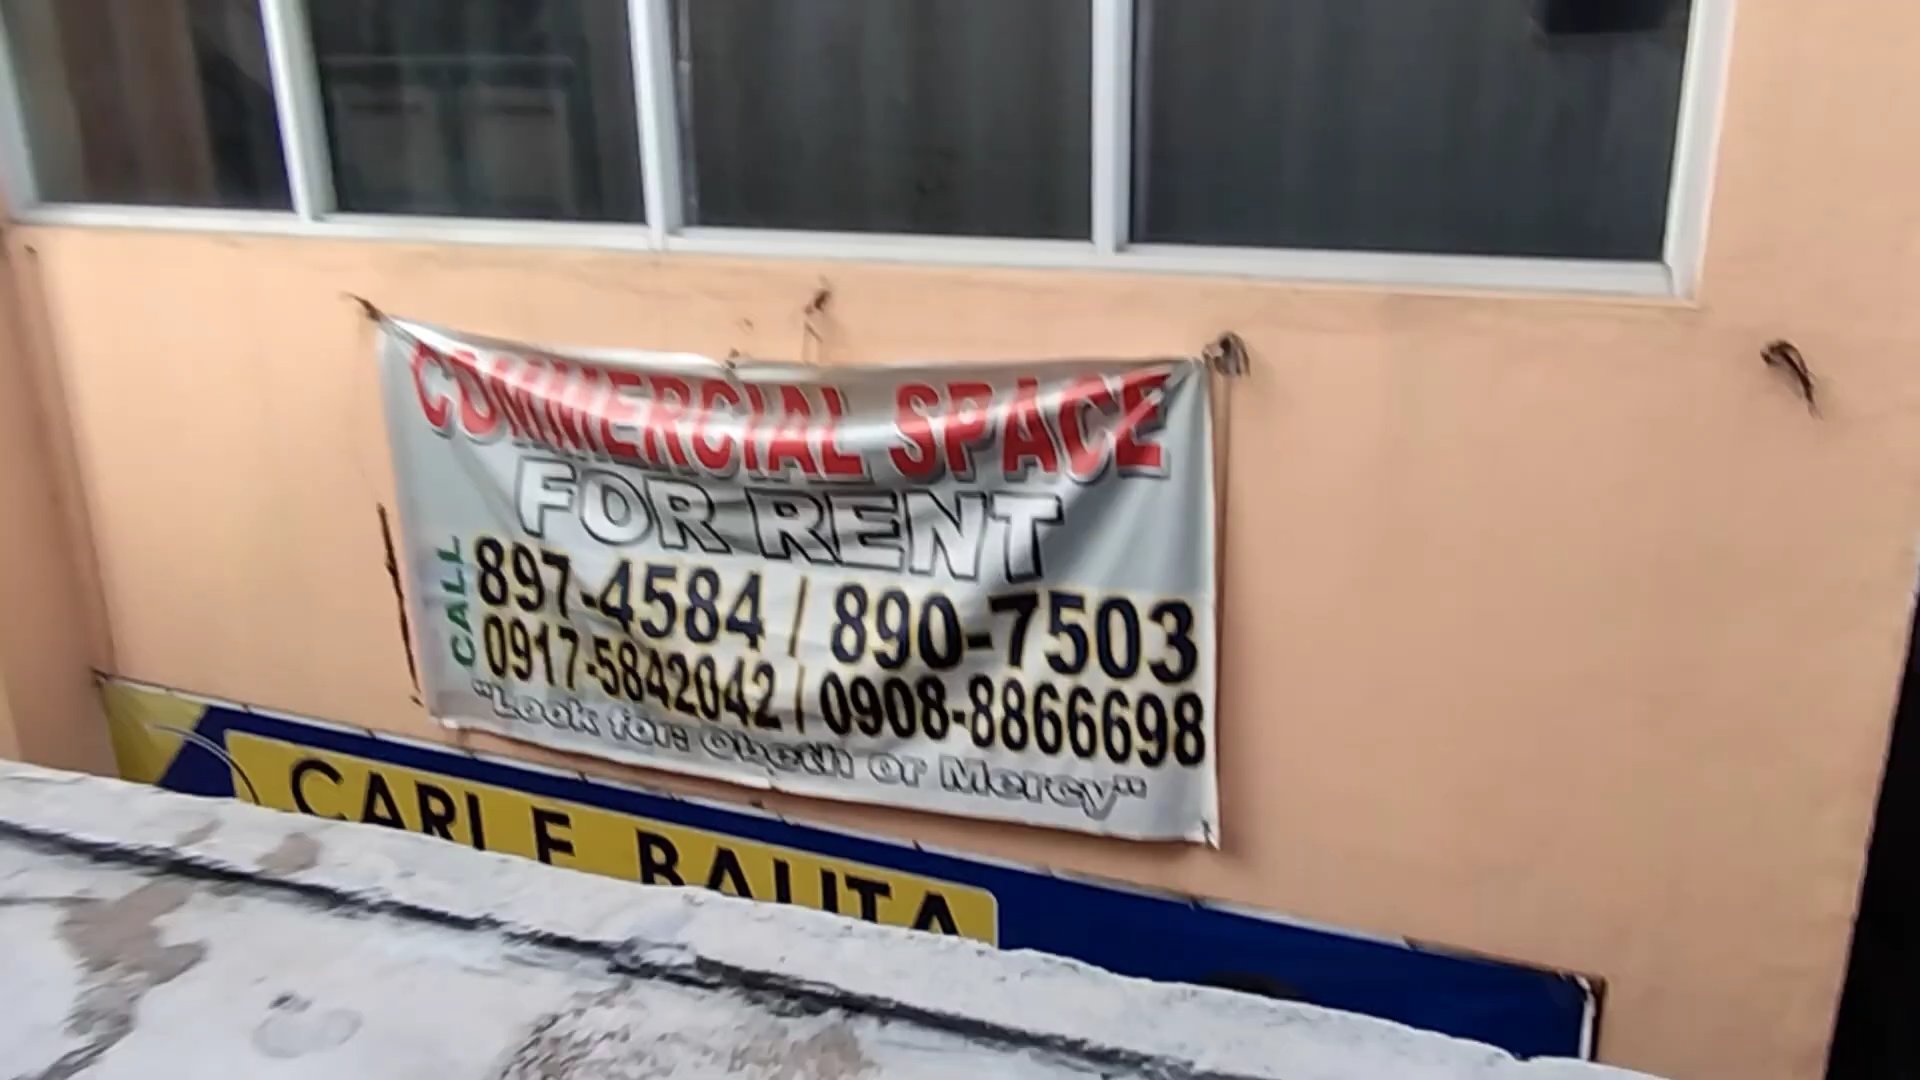 COMMERCIAL SPACE
FOR RENT
CALL
897-4584 / 890-7503
0917-5842042 / 0908-8866698
"Look for: Obeth or Mercy"
CARL E. BALITA